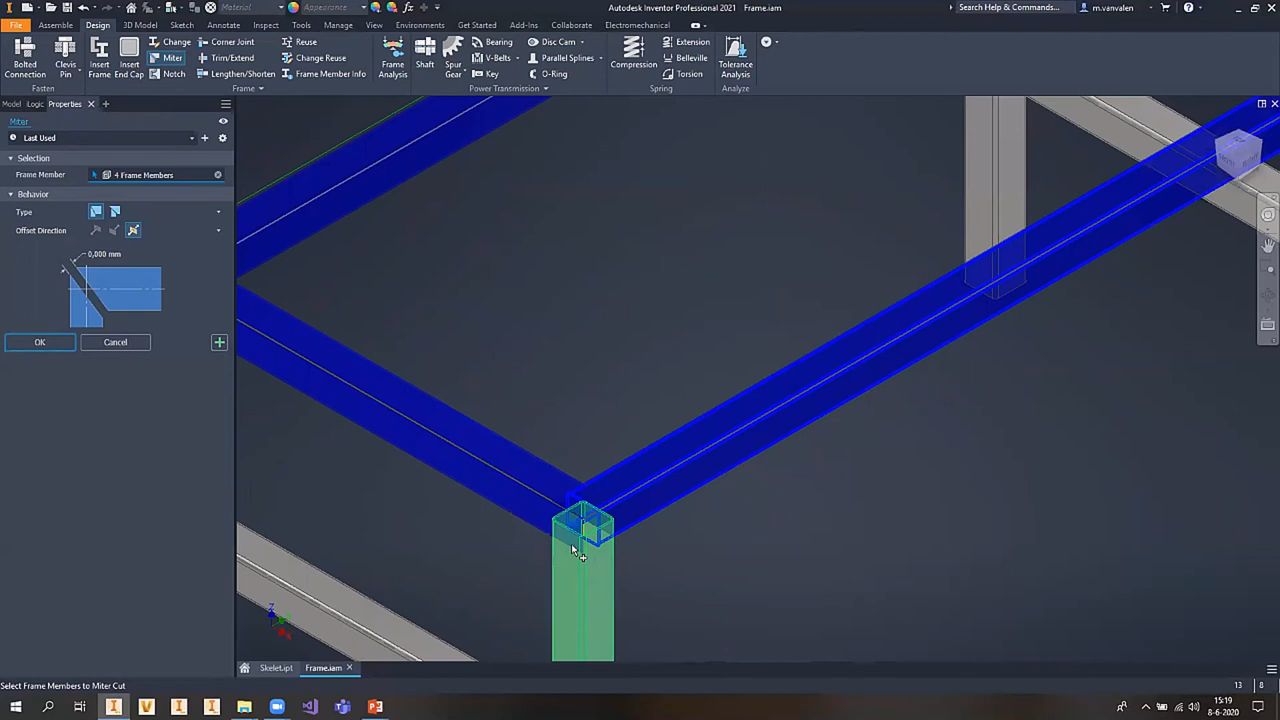 Autodesk Inventor Professional 2021 Frame.iam
Search Help & Commands...
m.vanvalen
Material
Appearance
File
Assemble
Design
3D Model
Sketch
Annotate
Inspect
Tools
Manage
View
Environments
Get Started
Add-Ins
Collaborate
Electromechanical
Bolted Connection
Clevis Pin
Insert Frame
Insert End Cap
Change
Miter
Notch
Corner Joint
Trim/Extend
Lengthen/Shorten
Reuse
Change Reuse
Frame Member Info
Frame Analysis
Shaft
Spur Gear
Bearing
V-Belts
Key
Disc Cam
Parallel Splines
O-Ring
Compression
Extension
Belleville
Torsion
Tolerance Analysis
Fasten
Frame
Power Transmission
Spring
Model
Logic
Properties
Miter
Last Used
Selection
Frame Member
4 Frame Members
Behavior
Type
Offset Direction
0,000 mm
OK
Cancel
Z
Skelet.ipt
Frame.iam
Select Frame Members to Miter Cut
13
8
15:19
8-6-2020